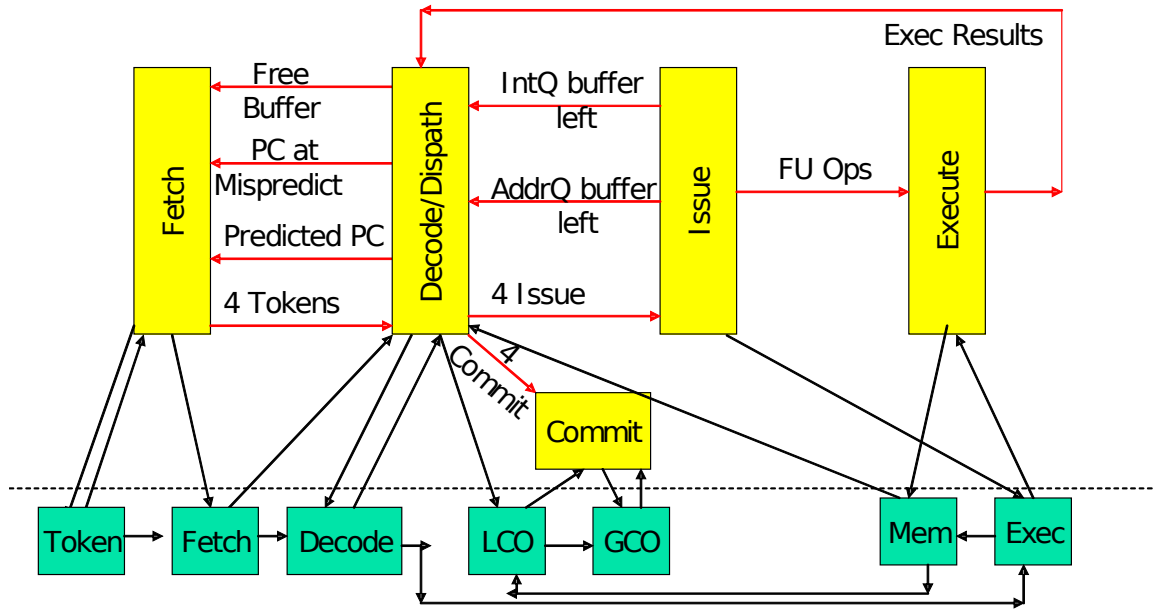 Exec Results
Free
Buffer
IntQ buffer
left
PC at
Mispredict
AddrQ buffer
left
FU Ops
Predicted PC
4 Tokens
4 Issue
Fetch
Decode/Dispath
Issue
Execute
4
Commit
Commit
Token
Fetch
Decode
LCO
GCO
Mem
Exec